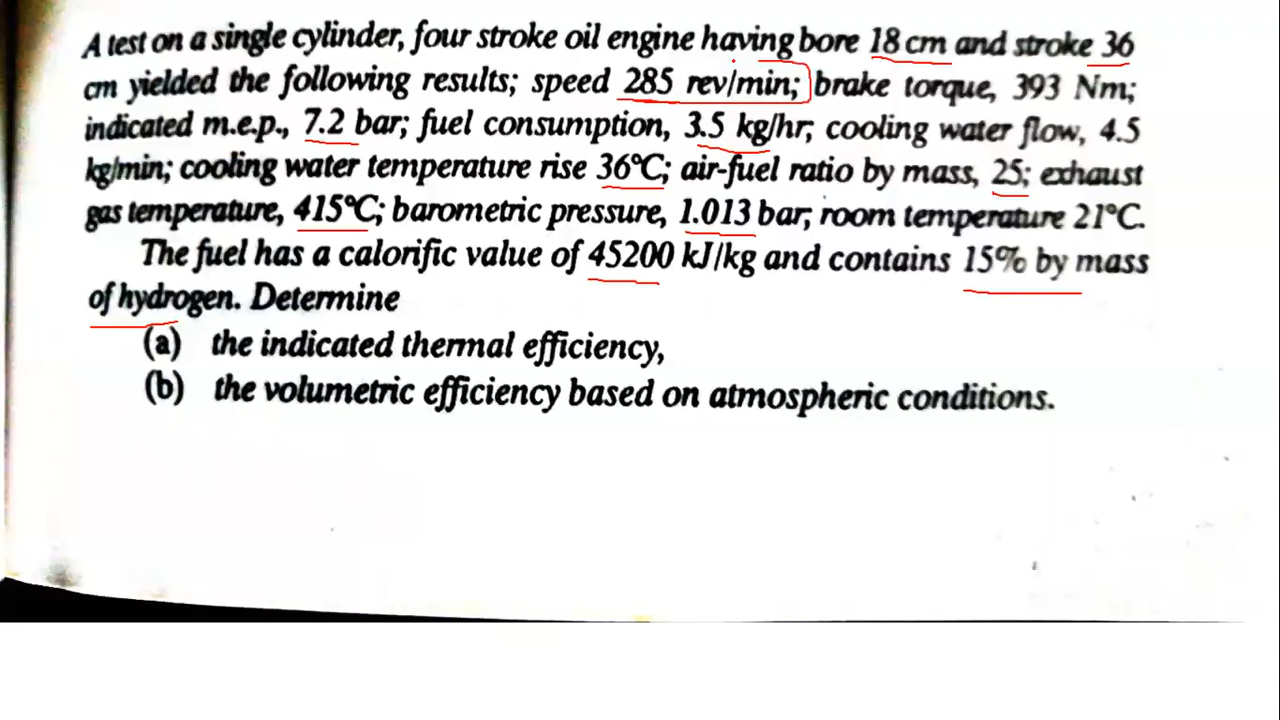 A test on a single cylinder, four stroke oil engine having bore 18 cm and stroke 36
cm yielded the following results; speed 285 rev/min; brake torque, 393 Nm;
indicated m.e.p., 7.2 bar; fuel consumption, 3.5 kg/hr; cooling water flow, 4.5
kg/min; cooling water temperature rise 36°C; air-fuel ratio by mass, 25; exhaust
gas temperature, 415°C; barometric pressure, 1.013 bar; room temperature 21°C.
The fuel has a calorific value of 45200 kJ/kg and contains 15% by mass
of hydrogen. Determine
(a) the indicated thermal efficiency,
(b) the volumetric efficiency based on atmospheric conditions.